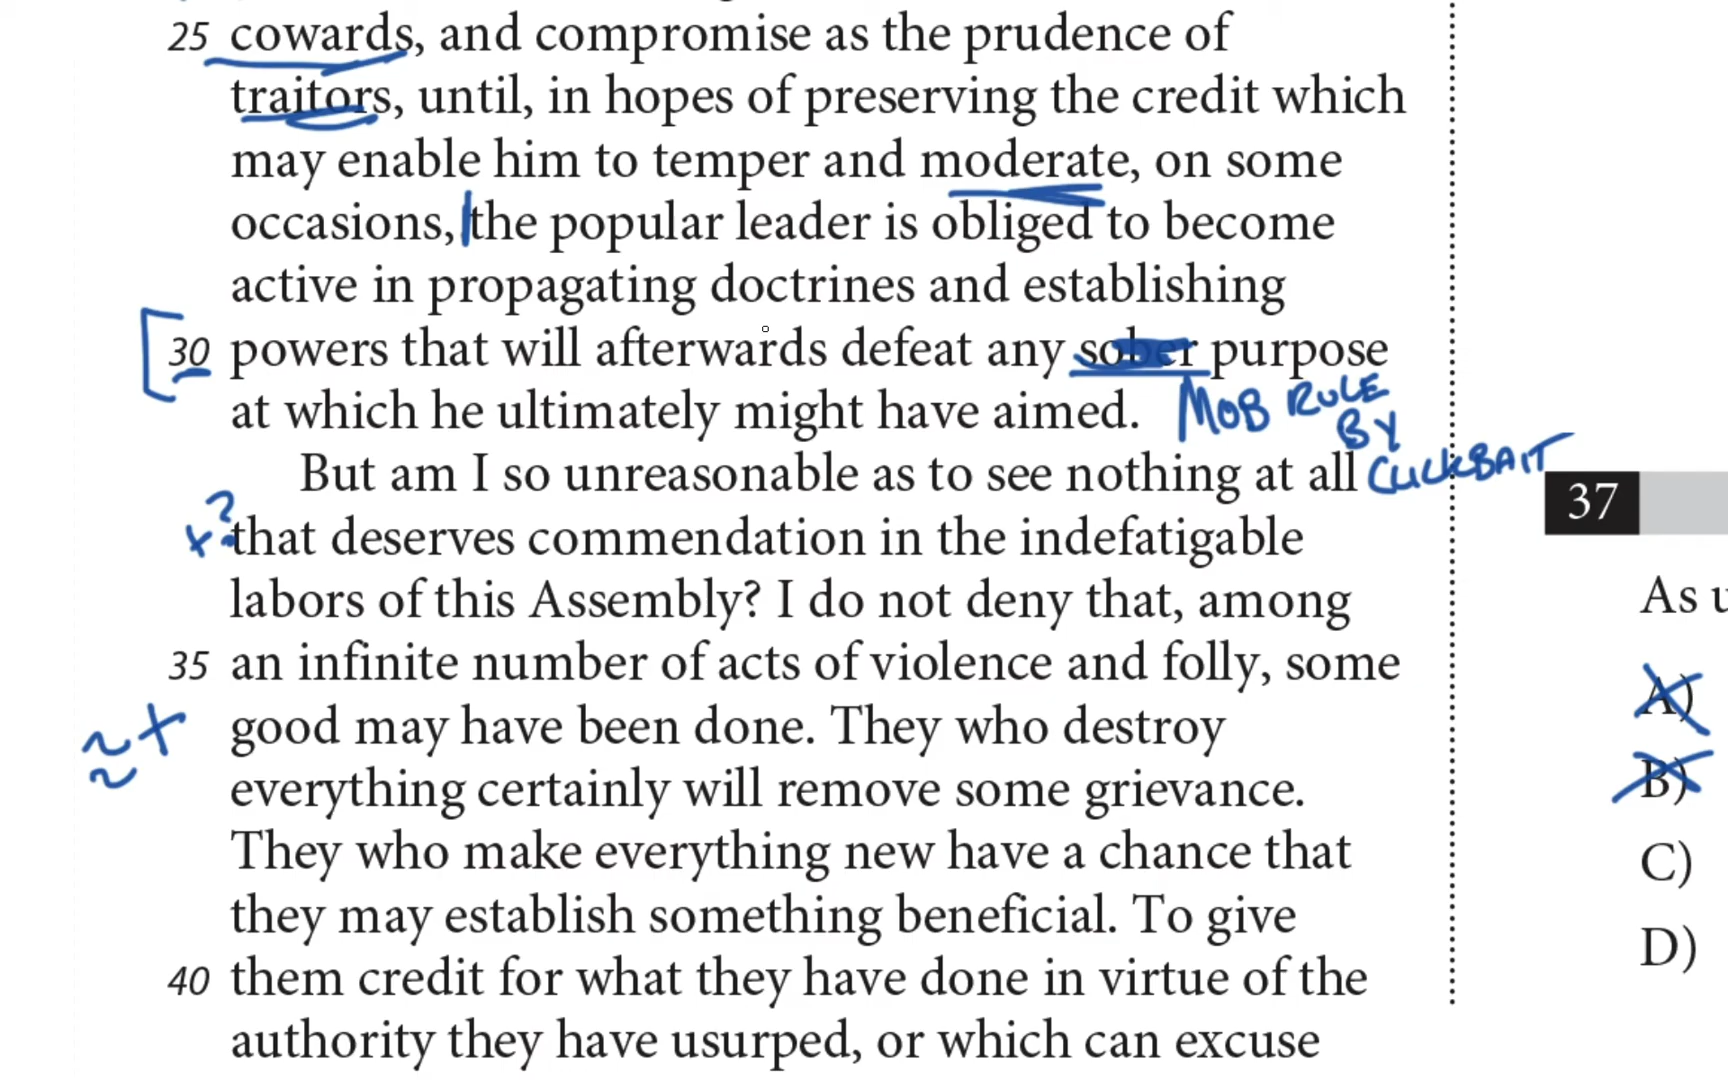 25 cowards, and compromise as the prudence of
traitors, until, in hopes of preserving the credit which
may enable him to temper and moderate, on some
occasions, the popular leader is obliged to become
active in propagating doctrines and establishing
30 powers that will afterwards defeat any sober purpose
at which he ultimately might have aimed.
MOB RULE
BY
CLICKBAIT
But am I so unreasonable as to see nothing at all
+?
that deserves commendation in the indefatigable
labors of this Assembly? I do not deny that, among
35 an infinite number of acts of violence and folly, some
≈+
good may have been done. They who destroy
everything certainly will remove some grievance.
They who make everything new have a chance that
they may establish something beneficial. To give
40 them credit for what they have done in virtue of the
authority they have usurped, or which can excuse
37
As u
A)
B)
C)
D)